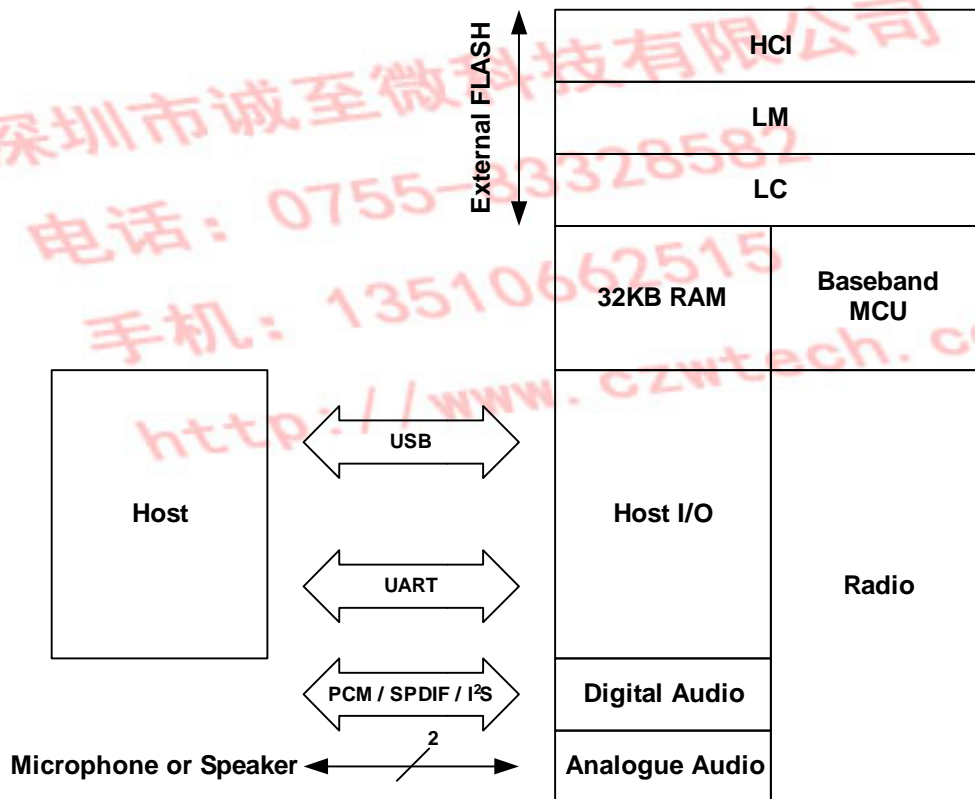 External FLASH
HCI
LM
LC
32KB RAM
Baseband
MCU
Host
USB
UART
PCM / SPDIF / I²S
2
Microphone or Speaker
Host I/O
Radio
Digital Audio
Analogue Audio
深圳市诚至微科技有限公司
电话：0755-83328582
手机：13510662515
http://www.czwtech.co